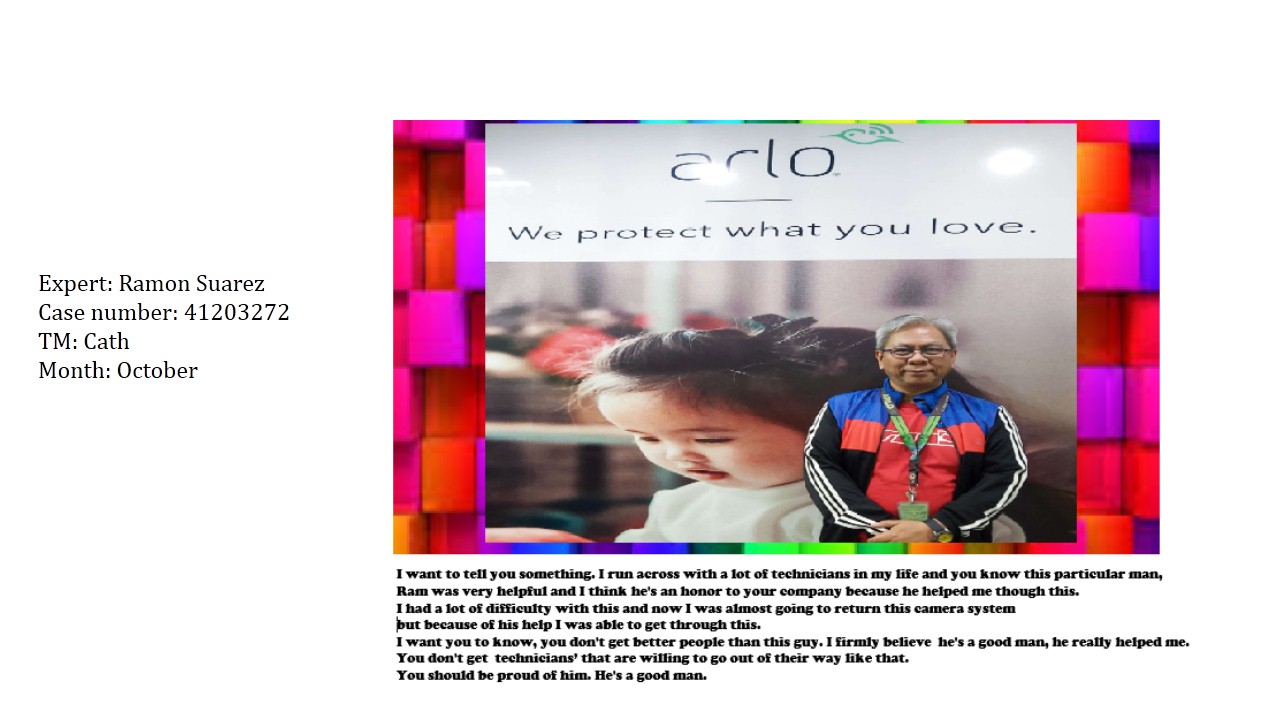 Expert: Ramon Suarez
Case number: 41203272
TM: Cath
Month: October
arlo
We protect what you love.
I want to tell you something. I run across with a lot of technicians in my life and you know this particular man,
Ram was very helpful and I think he's an honor to your company because he helped me though this.
I had a lot of difficulty with this and now I was almost going to return this camera system
but because of his help I was able to get through this.
I want you to know, you don't get better people than this guy. I firmly believe he's a good man, he really helped me.
You don't get technicians' that are willing to go out of their way like that.
You should be proud of him. He's a good man.